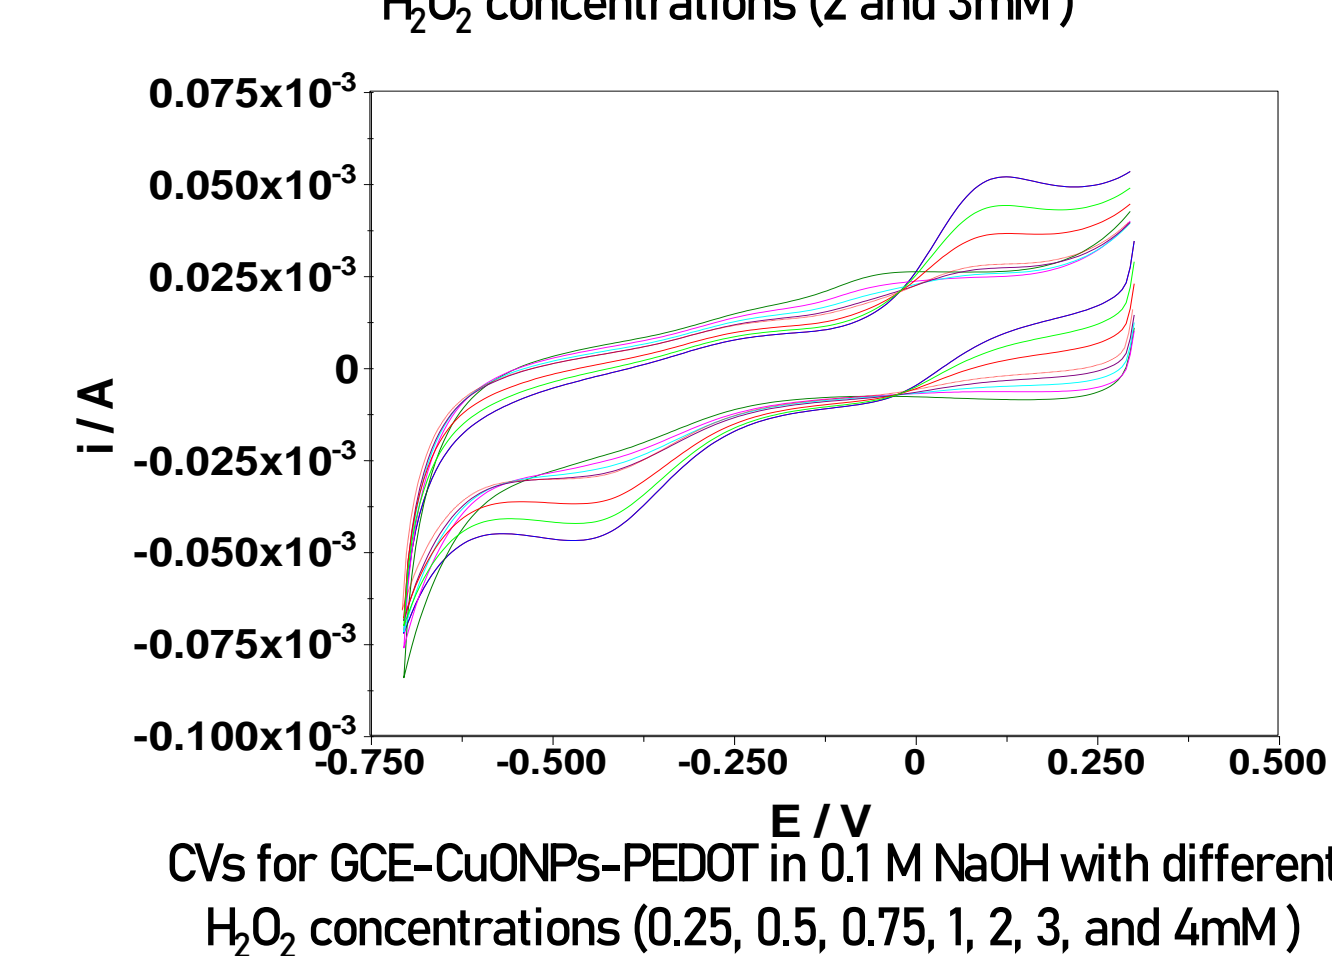 H₂O₂ concentrations (2 and 3mM)
0.075x10⁻³
0.050x10⁻³
0.025x10⁻³
0
-0.025x10⁻³
-0.050x10⁻³
-0.075x10⁻³
-0.100x10⁻³
i / A
-0.750 -0.500 -0.250 0 0.250 0.500
E / V
CVs for GCE-CuONPs-PEDOT in 0.1 M NaOH with different
H₂O₂ concentrations (0.25, 0.5, 0.75, 1, 2, 3, and 4mM)